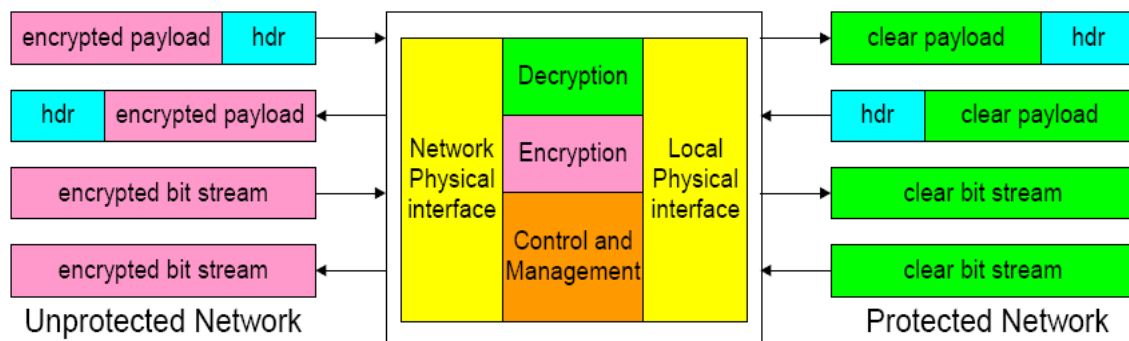 encrypted payload hdr
hdr encrypted payload
encrypted bit stream
encrypted bit stream
Unprotected Network
Network
Physical
interface
Decryption
Encryption
Control and
Management
Local
Physical
interface
clear payload hdr
hdr clear payload
clear bit stream
clear bit stream
Protected Network